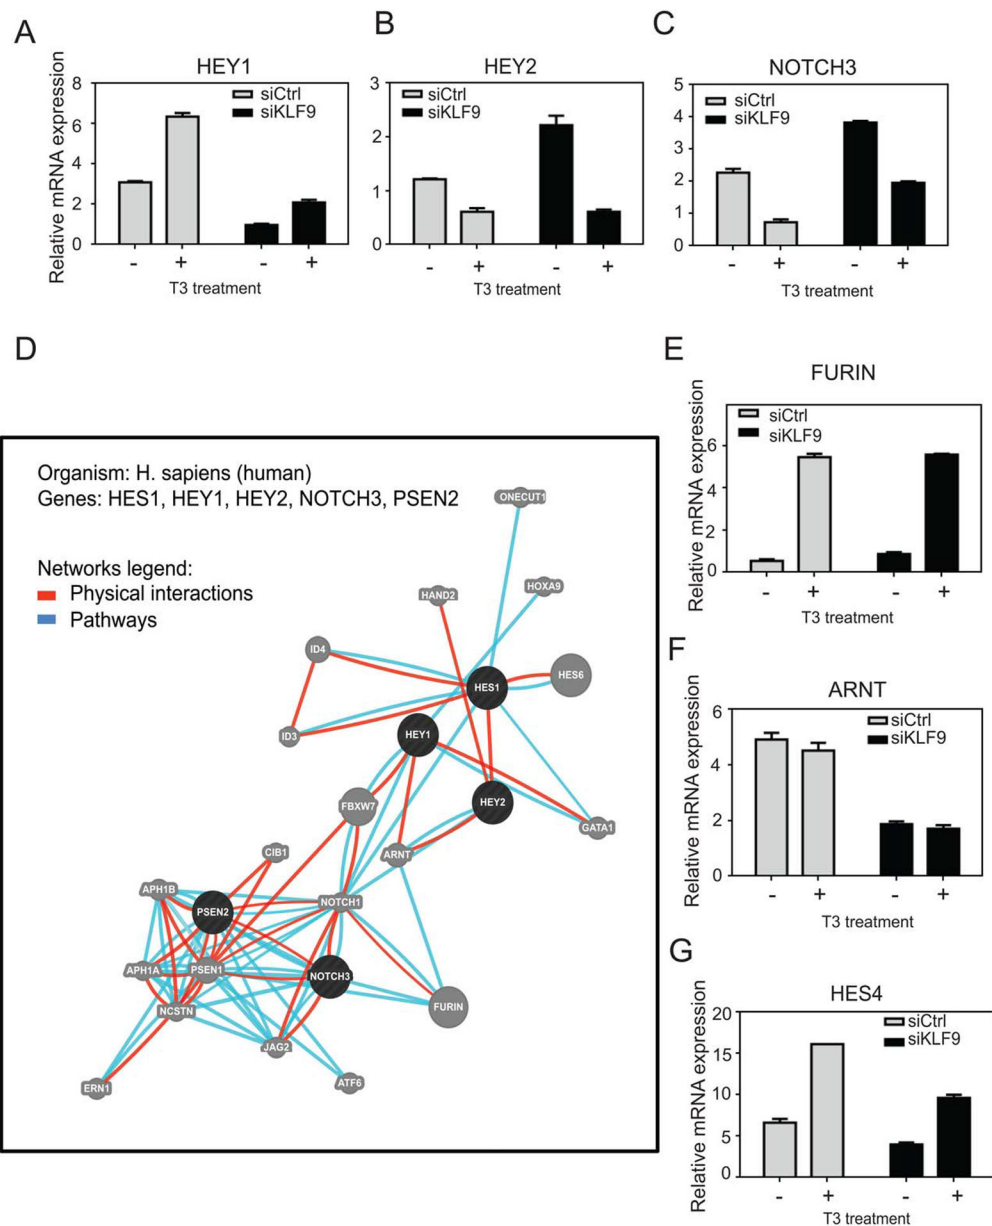 A
HEY1
Relative mRNA expression
8
6
4
2
0
siCtrl
siKLF9
- + - +
T3 treatment
B
HEY2
3
2
1
0
siCtrl
siKLF9
- + - +
T3 treatment
C
NOTCH3
5
4
3
2
1
0
siCtrl
siKLF9
- + - +
T3 treatment
D
Organism: H. sapiens (human)
Genes: HES1, HEY1, HEY2, NOTCH3, PSEN2
Networks legend:
Physical interactions
Pathways
ONECUT1
HAND2
HOXA9
ID4
HES1
HES6
ID3
HEY1
HEY2
FBXW7
GATA1
ARNT
CIB1
APH1B
PSEN2
NOTCH1
APH1A
PSEN1
NOTCH3
NCSTN
FURIN
JAG2
ERN1
ATF6
E
FURIN
Relative mRNA expression
6
4
2
0
siCtrl
siKLF9
- + - +
T3 treatment
F
ARNT
Relative mRNA expression
6
4
2
0
siCtrl
siKLF9
- + - +
T3 treatment
G
HES4
Relative mRNA expression
20
15
10
5
0
siCtrl
siKLF9
- + - +
T3 treatment